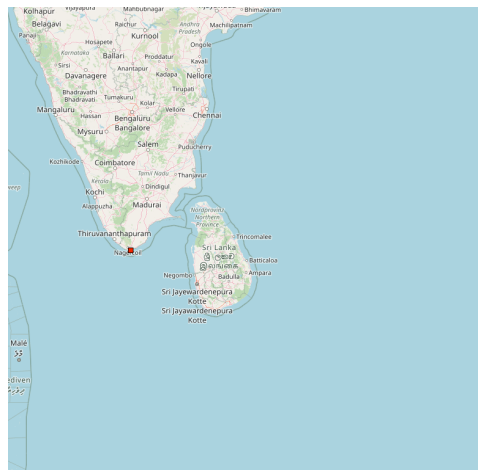 Kolhapur
Belagavi
Panaji
Raichur
Kurnool
Andhra
Pradesh
Bhimavaram
Machilipatnam
Hosapete
Ballari
Ongole
Karnataka
Sirsi
Davanagere
Anantapur
Proddatur
Kadapa
Kavali
Nellore
Bhadravathi
Bhadravati
Tumakuru
Tirupati
Mangaluru
Hassan
Kolar
Vellore
Chennai
Bengaluru
Bangalore
Mysuru
Salem
Puducherry
Kozhikode
Coimbatore
Kerala
Tamil Nadu
Thanjavur
Kochi
Dindigul
Alappuzha
Madurai
Nordprovinz
Northern
Province
Thiruvananthapuram
Trincomalee
Sri Lanka
ශ්‍රී ලංකාව
இலங்கை
Batticaloa
Negombo
Badulla
Ampara
Sri Jayewardenepura
Kotte
Sri Jayawardenepura
Kotte
Malé